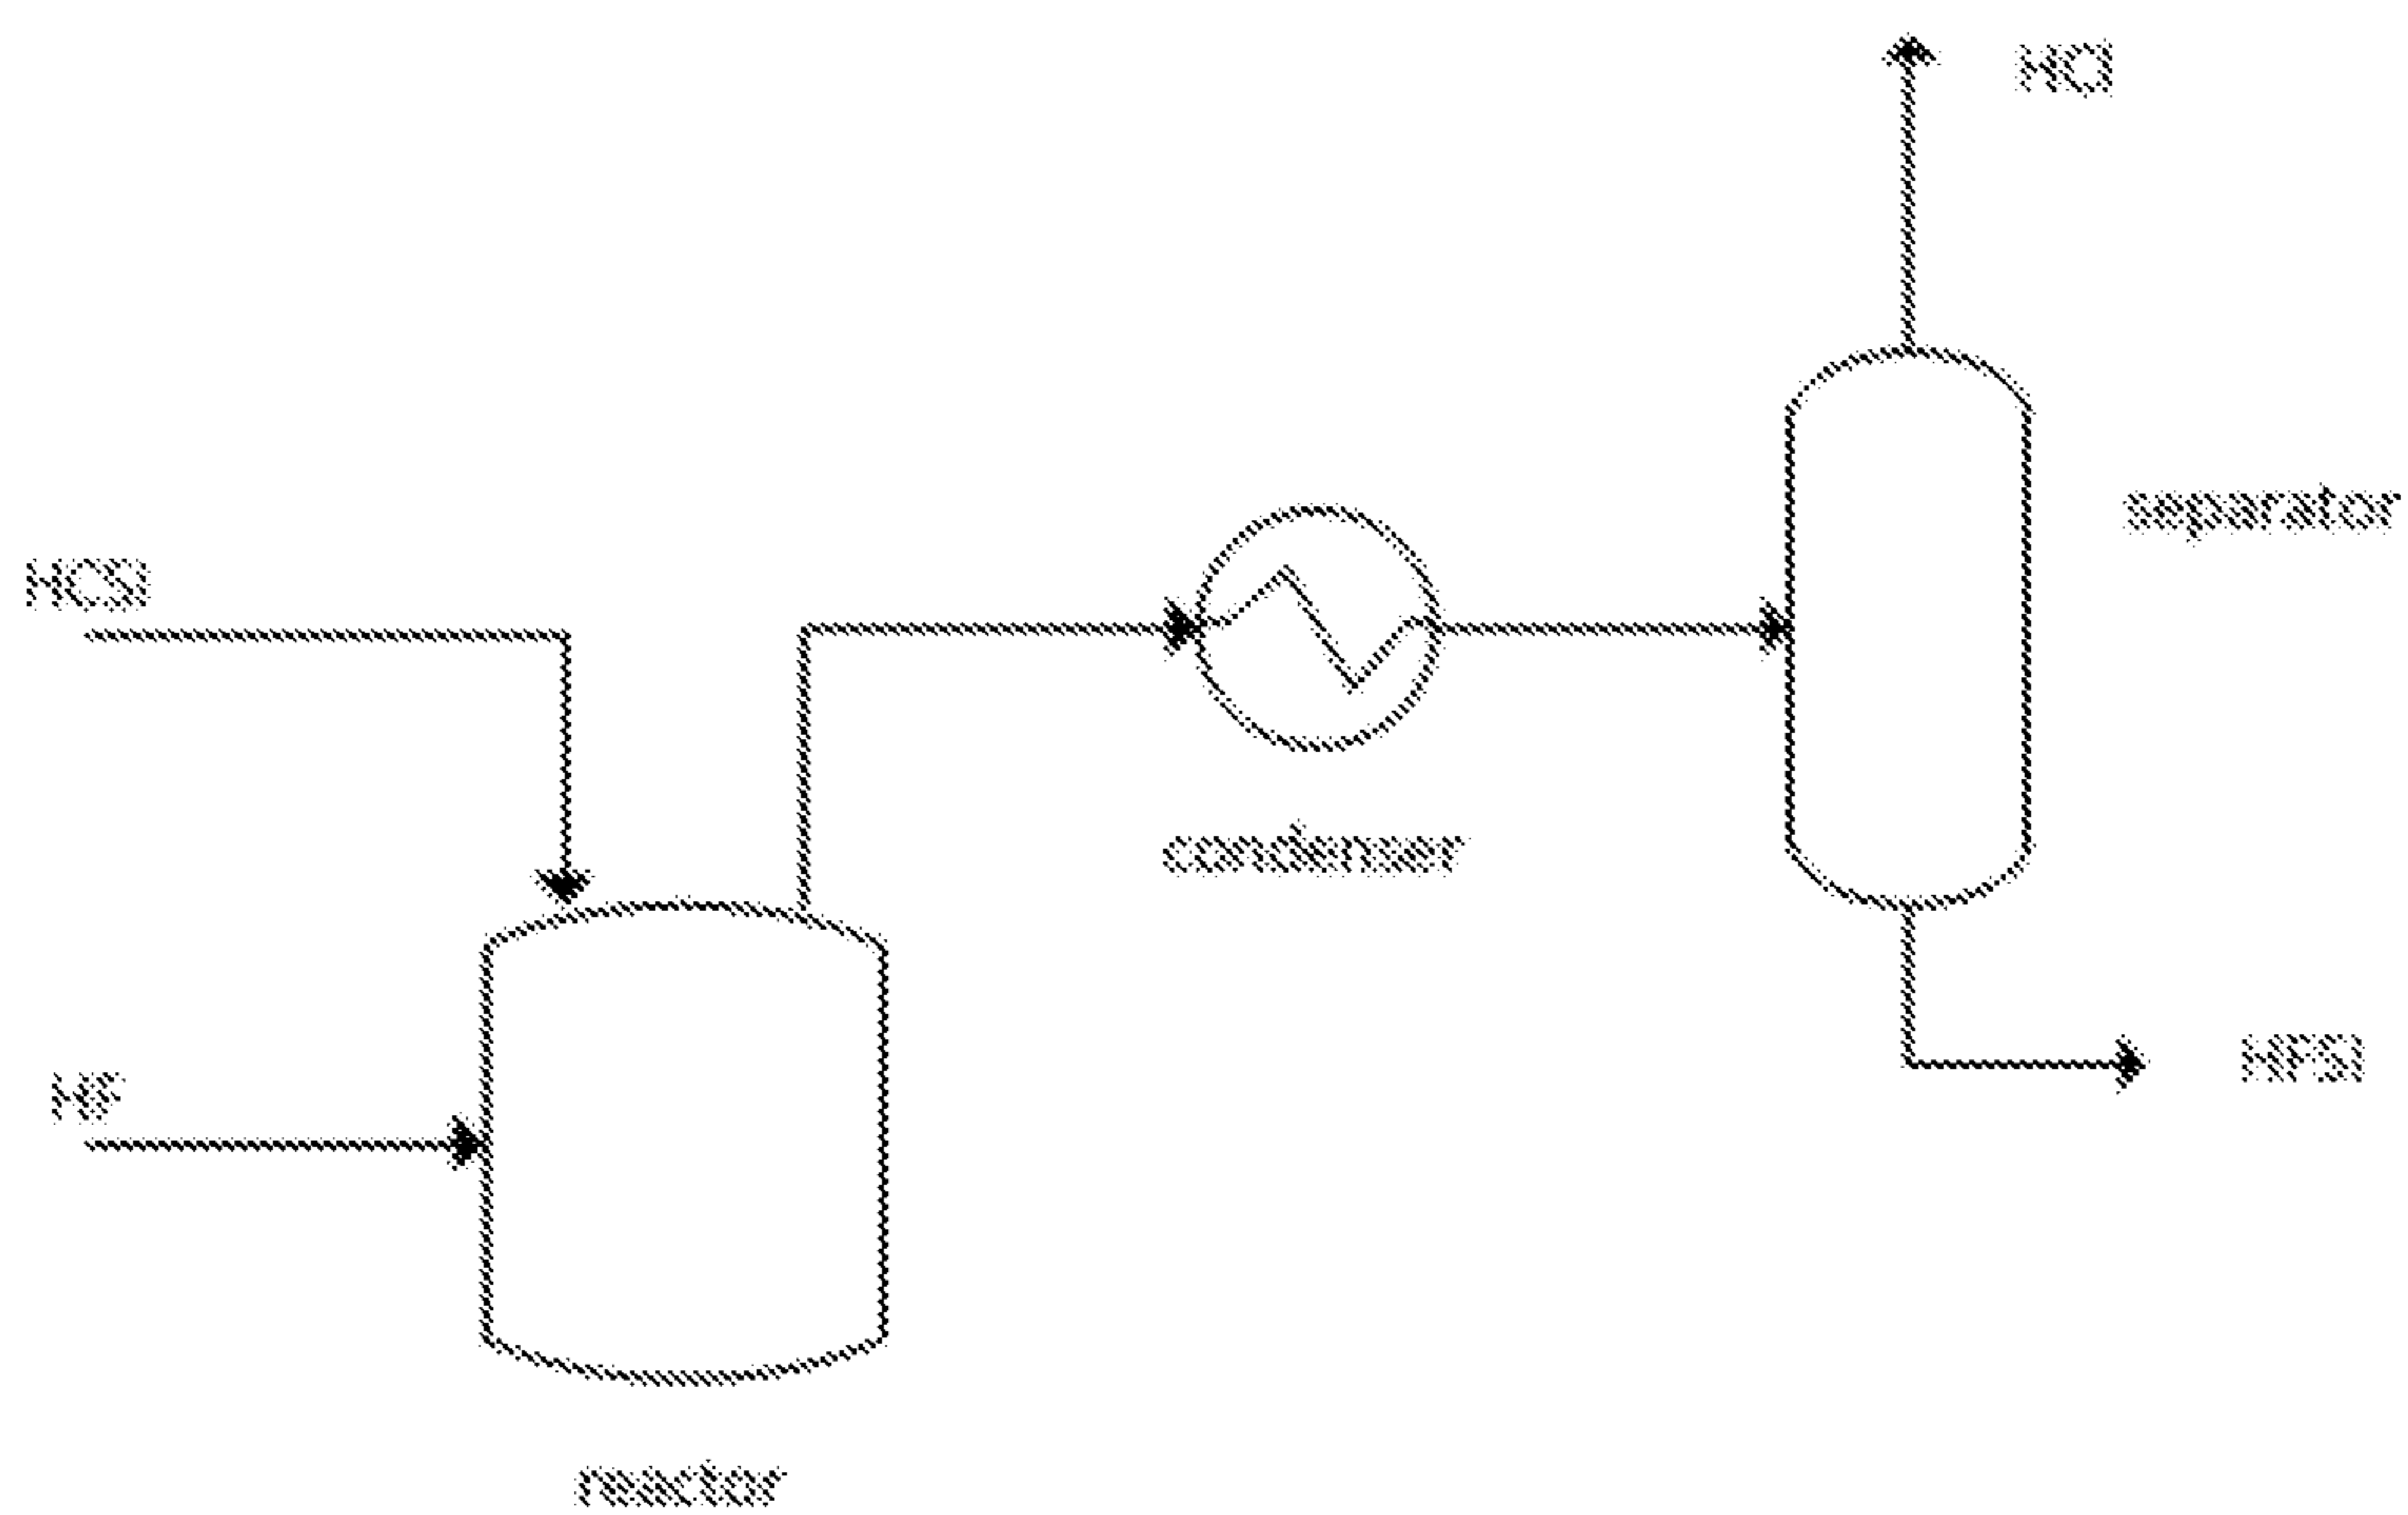 HCl
separator
HCSI
condenser
HF
HFSI
reactor